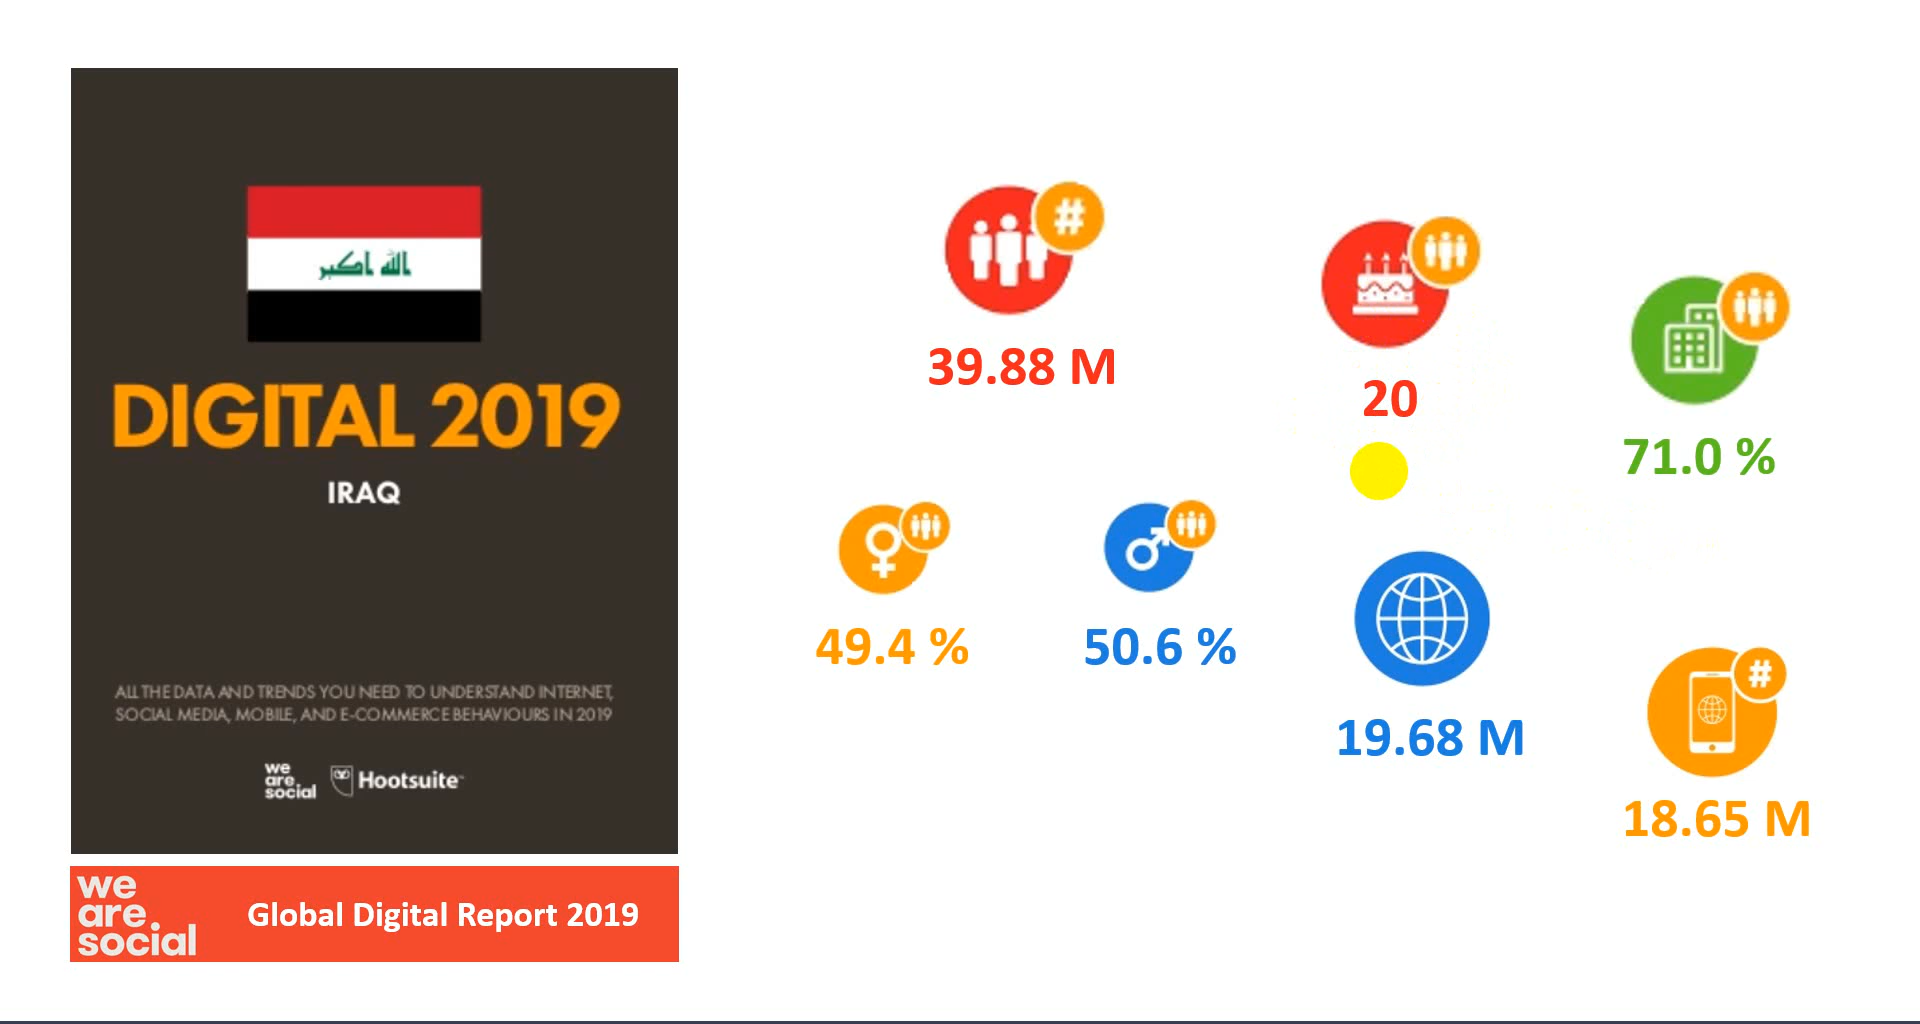 الله اكبر
DIGITAL 2019
IRAQ
ALL THE DATA AND TRENDS YOU NEED TO UNDERSTAND INTERNET,
SOCIAL MEDIA, MOBILE, AND E-COMMERCE BEHAVIOURS IN 2019
we
are
social
Hootsuite™
we
are
social
Global Digital Report 2019
#
39.88 M
20
71.0 %
49.4 %
50.6 %
19.68 M
#
18.65 M